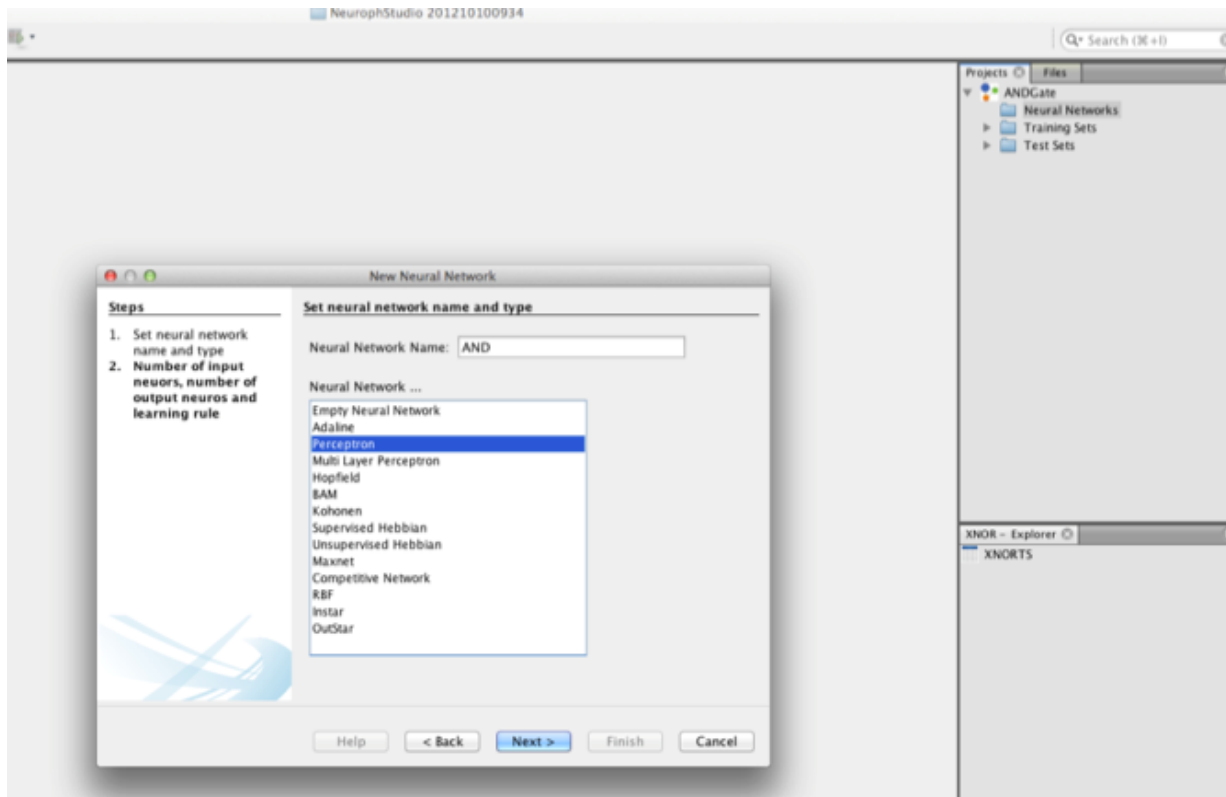 NeurophStudio 201210100934
Search (⌘+I)
Projects Files
ANDGate
Neural Networks
Training Sets
Test Sets
New Neural Network
Steps
1. Set neural network
name and type
2. Number of input
neuors, number of
output neuros and
learning rule
Set neural network name and type
Neural Network Name: AND
Neural Network ...
Empty Neural Network
Adaline
Perceptron
Multi Layer Perceptron
Hopfield
BAM
Kohonen
Supervised Hebbian
Unsupervised Hebbian
Maxnet
Competitive Network
RBF
Instar
OutStar
Help < Back Next > Finish Cancel
XNOR - Explorer
XNORTS